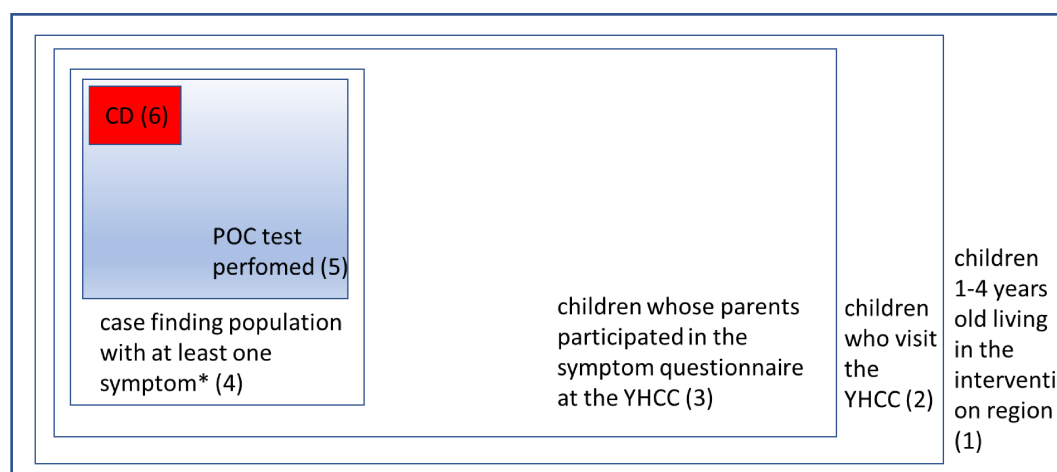 CD (6)
POC test
perfomed (5)
case finding population
with at least one
symptom* (4)
children whose parents
participated in the
symptom questionnaire
at the YHCC (3)
children
who visit
the
YHCC (2)
children
1-4 years
old living
in the
interventi
on region
(1)